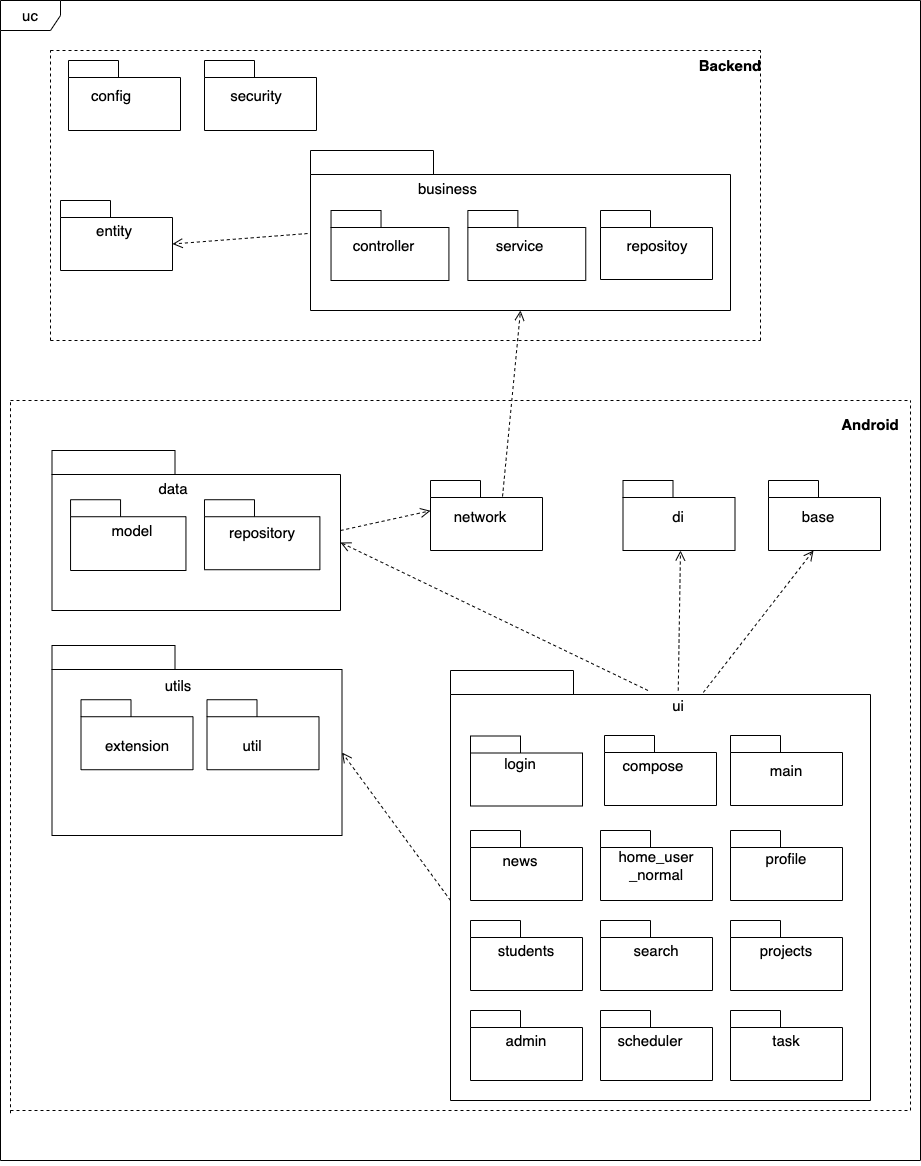 uc
Backend
config
security
business
entity
controller
service
repositoy
Android
data
model
repository
network
di
base
utils
extension
util
ui
login
compose
main
news
home_user
_normal
profile
students
search
projects
admin
scheduler
task